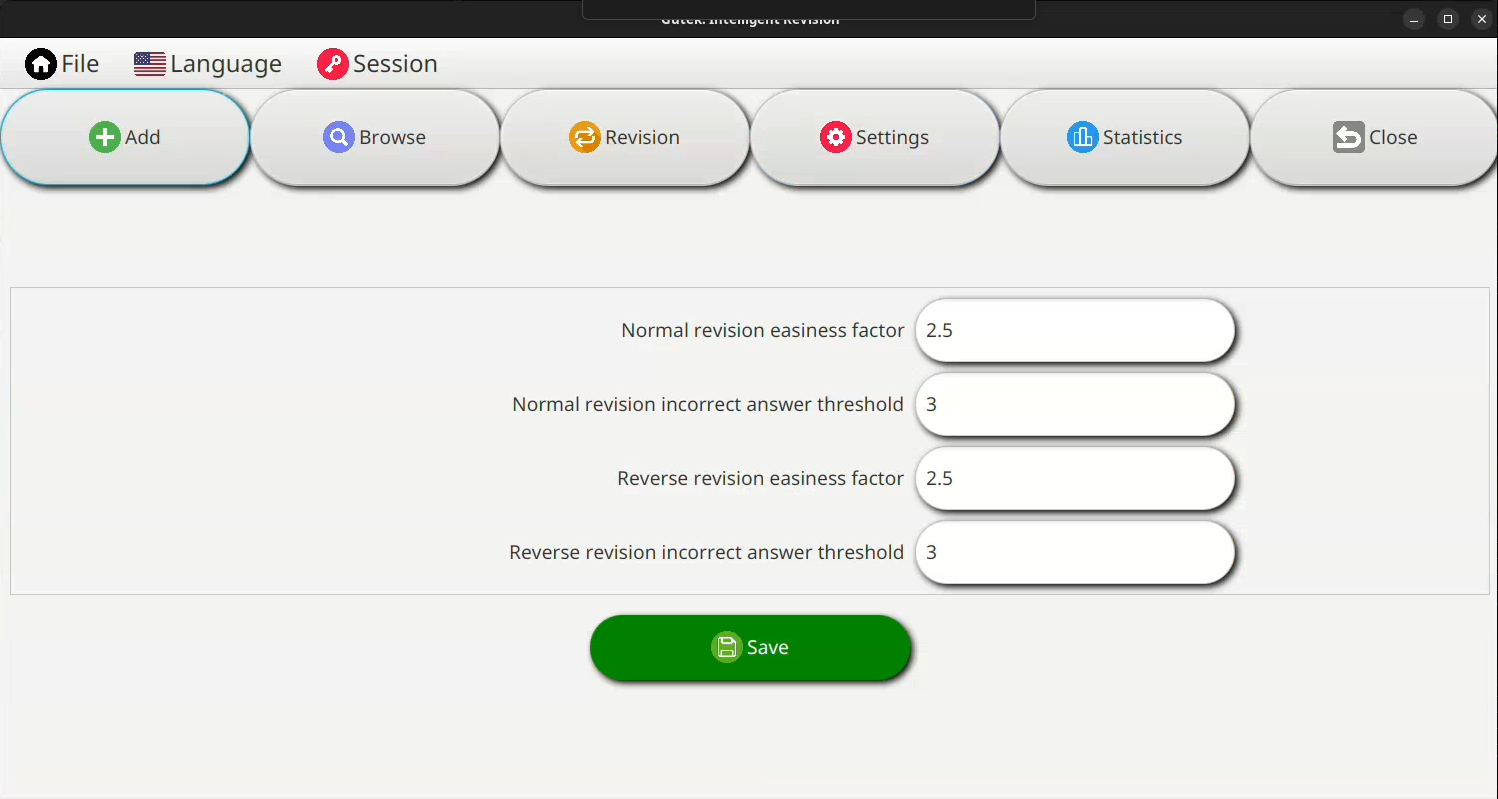 Gutek: Intelligent Revision
File Language Session
Add Browse Revision Settings Statistics Close
Normal revision easiness factor 2.5
Normal revision incorrect answer threshold 3
Reverse revision easiness factor 2.5
Reverse revision incorrect answer threshold 3
Save